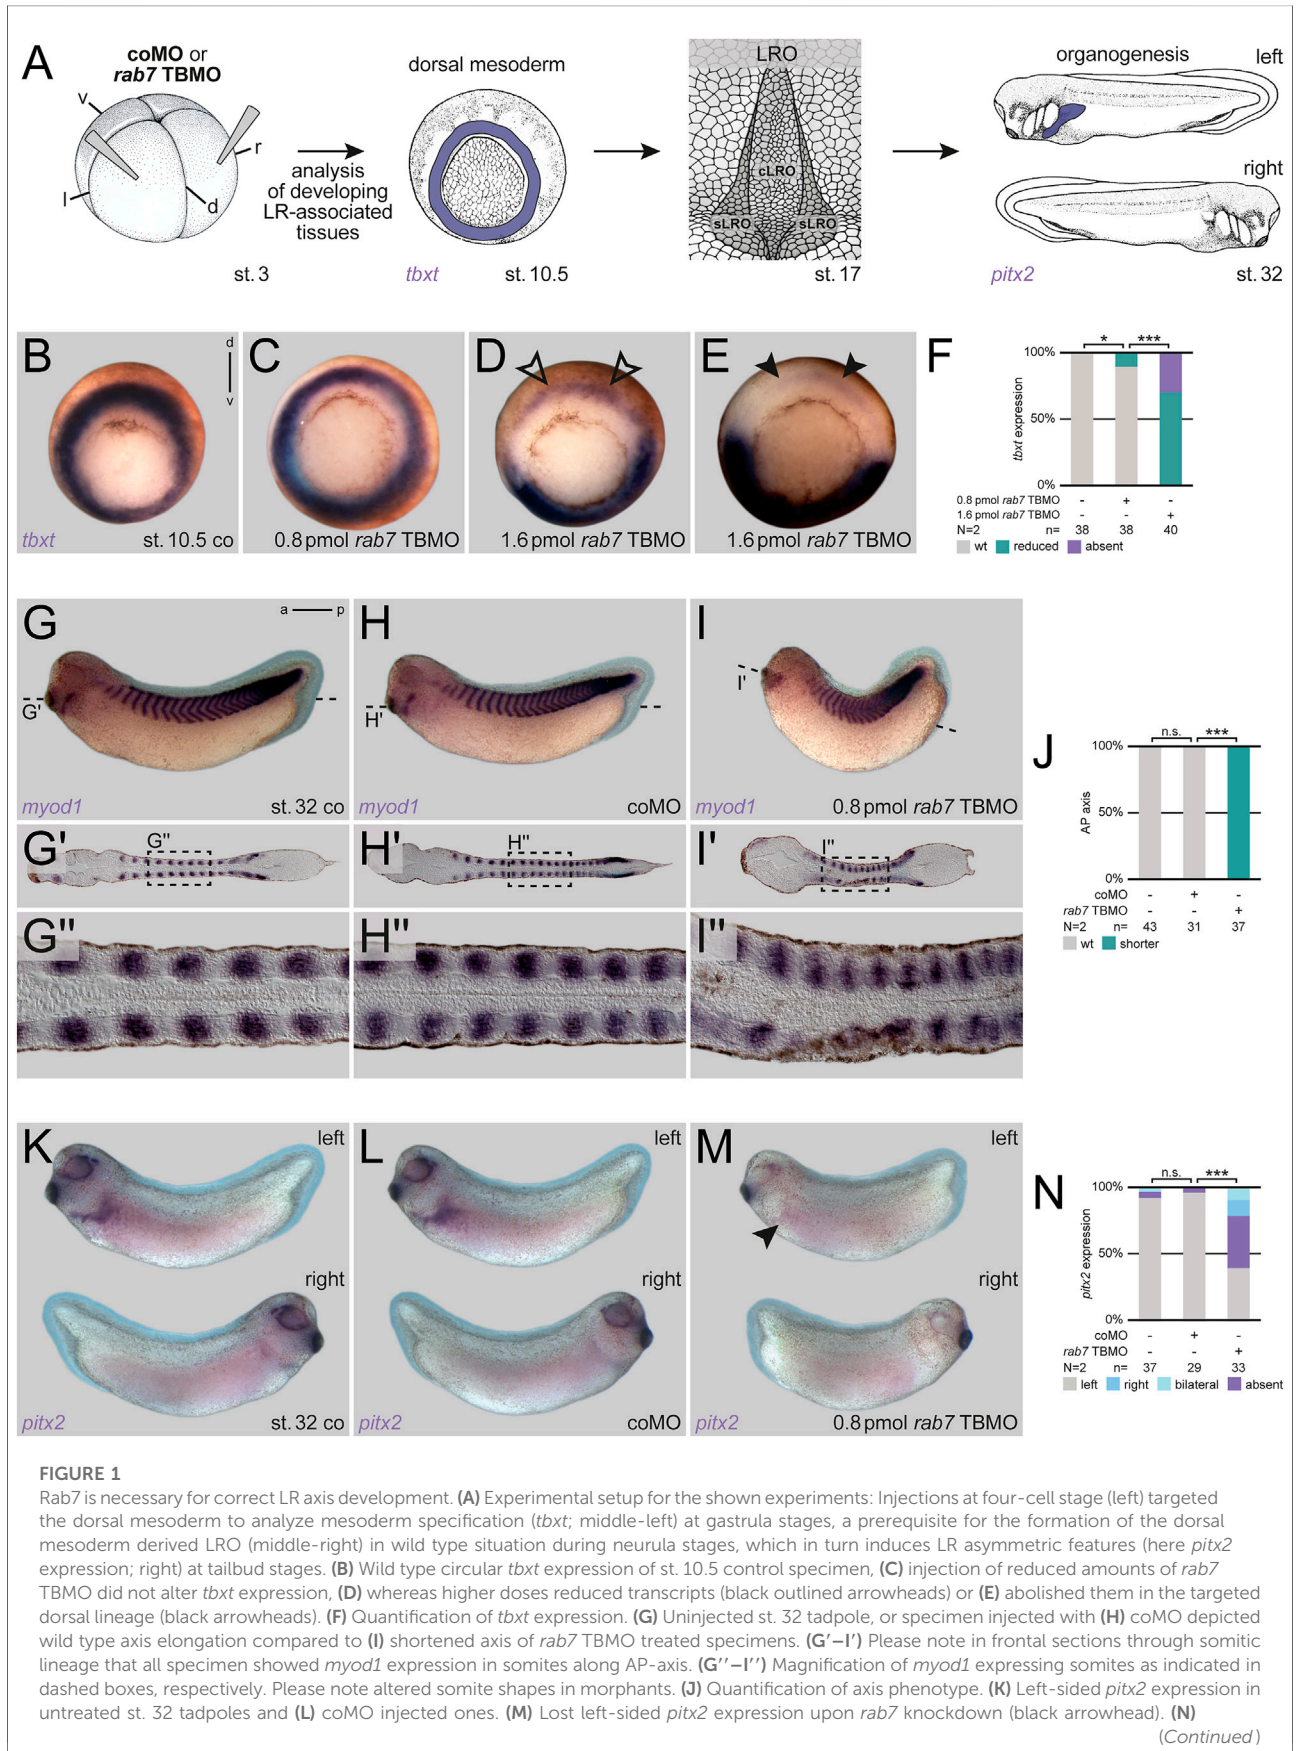 A
coMO or
rab7 TBMO
v
l
d
r
st. 3
analysis
of developing
LR-associated
tissues
dorsal mesoderm
tbxt
st. 10.5
LRO
cLRO
sLRO
sLRO
st. 17
organogenesis
left
right
pitx2
st. 32
B
d
v
tbxt
st. 10.5 co
C
0.8 pmol rab7 TBMO
D
1.6 pmol rab7 TBMO
E
1.6 pmol rab7 TBMO
F
* ***
100%
50%
0%
tbxt expression
0.8 pmol rab7 TBMO - + -
1.6 pmol rab7 TBMO - - +
N=2 n= 38 38 40
wt reduced absent
G
a p
G'
myod1
st. 32 co
H
H'
myod1
coMO
I
I'
myod1
0.8 pmol rab7 TBMO
G'
G''
H'
H''
I'
I''
G''
H''
I''
J
n.s. ***
100%
50%
0%
AP axis
coMO - + -
rab7 TBMO - - +
N=2 n= 43 31 37
wt shorter
K
left
right
pitx2
st. 32 co
L
left
right
pitx2
coMO
M
left
right
pitx2
0.8 pmol rab7 TBMO
N
n.s. ***
100%
50%
0%
pitx2 expression
coMO - + -
rab7 TBMO - - +
N=2 n= 37 29 33
left right bilateral absent
FIGURE 1
Rab7 is necessary for correct LR axis development. (A) Experimental setup for the shown experiments: Injections at four-cell stage (left) targeted
the dorsal mesoderm to analyze mesoderm specification (tbxt; middle-left) at gastrula stages, a prerequisite for the formation of the dorsal
mesoderm derived LRO (middle-right) in wild type situation during neurula stages, which in turn induces LR asymmetric features (here pitx2
expression; right) at tailbud stages. (B) Wild type circular tbxt expression of st. 10.5 control specimen, (C) injection of reduced amounts of rab7
TBMO did not alter tbxt expression, (D) whereas higher doses reduced transcripts (black outlined arrowheads) or (E) abolished them in the targeted
dorsal lineage (black arrowheads). (F) Quantification of tbxt expression. (G) Uninjected st. 32 tadpole, or specimen injected with (H) coMO depicted
wild type axis elongation compared to (I) shortened axis of rab7 TBMO treated specimens. (G'–I') Please note in frontal sections through somitic
lineage that all specimen showed myod1 expression in somites along AP-axis. (G''–I'') Magnification of myod1 expressing somites as indicated in
dashed boxes, respectively. Please note altered somite shapes in morphants. (J) Quantification of axis phenotype. (K) Left-sided pitx2 expression in
untreated st. 32 tadpoles and (L) coMO injected ones. (M) Lost left-sided pitx2 expression upon rab7 knockdown (black arrowhead). (N)
(Continued)